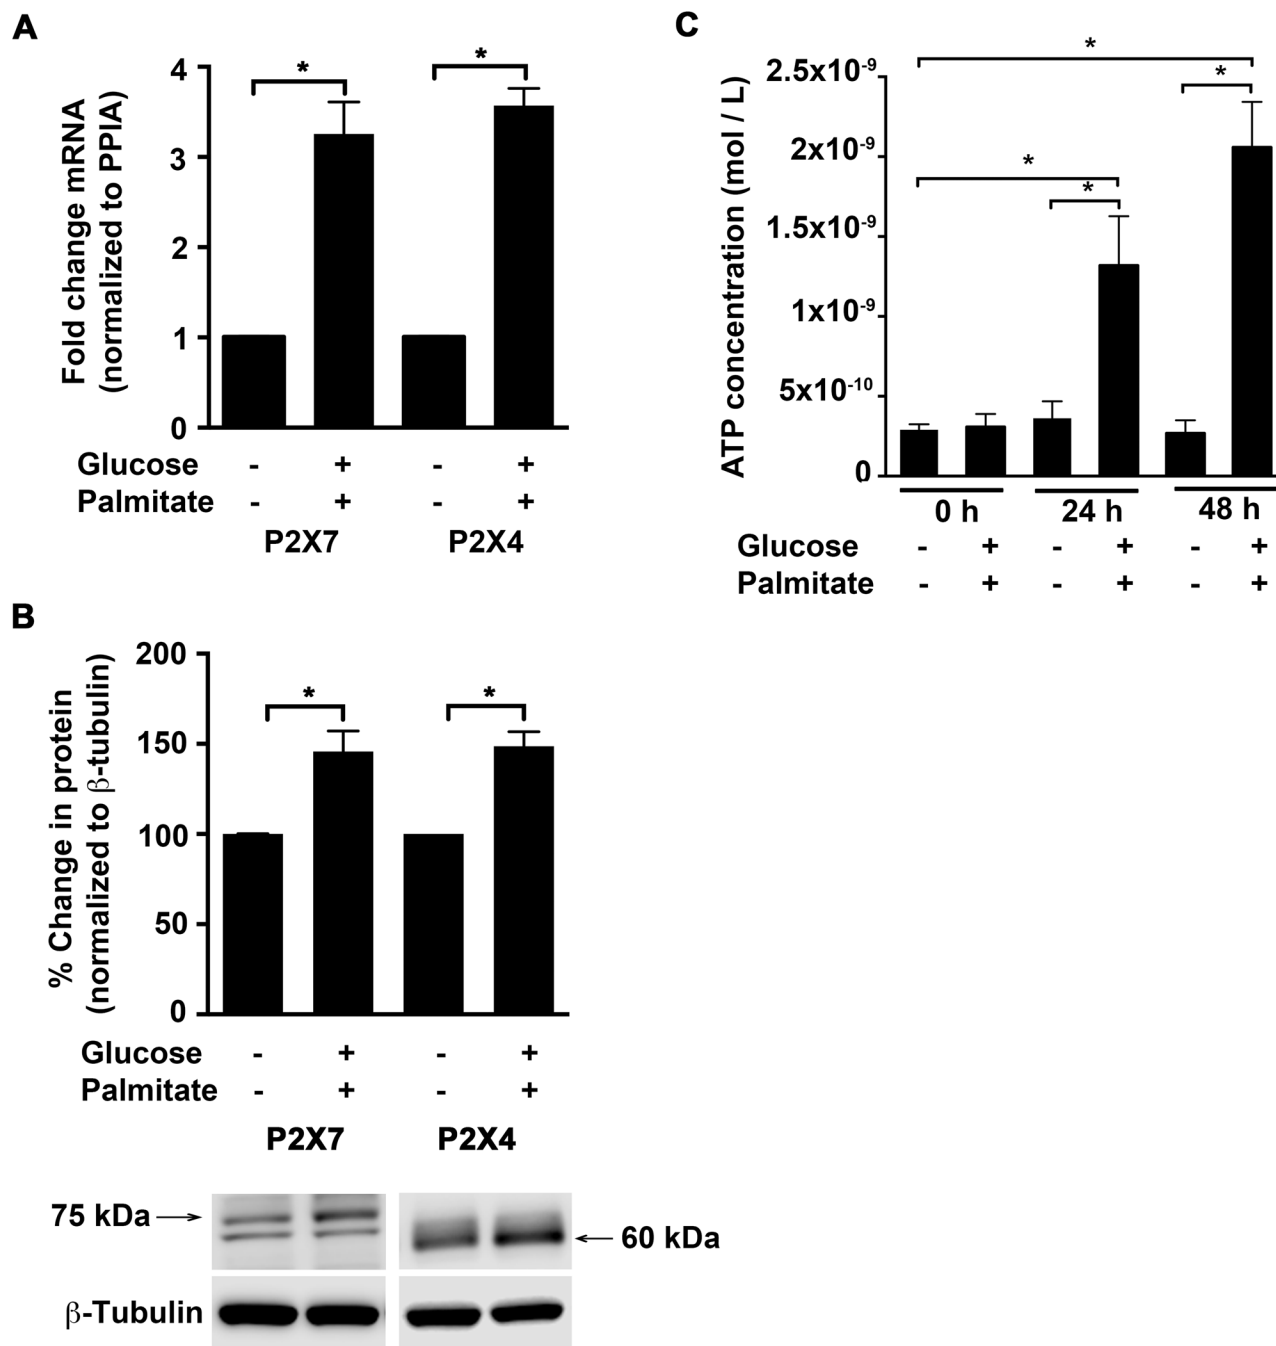 A
*
*
4
3
2
1
0
Fold change mRNA
(normalized to PPIA)
Glucose - + - +
Palmitate - + - +
P2X7 P2X4
B
*
*
200
150
100
50
0
% Change in protein
(normalized to β-tubulin)
Glucose - + - +
Palmitate - + - +
P2X7 P2X4
75 kDa
60 kDa
β-Tubulin
C
*
*
*
*
2.5x10⁻⁹
2x10⁻⁹
1.5x10⁻⁹
1x10⁻⁹
5x10⁻¹⁰
0
ATP concentration (mol / L)
0 h 24 h 48 h
Glucose - + - + - +
Palmitate - + - + - +